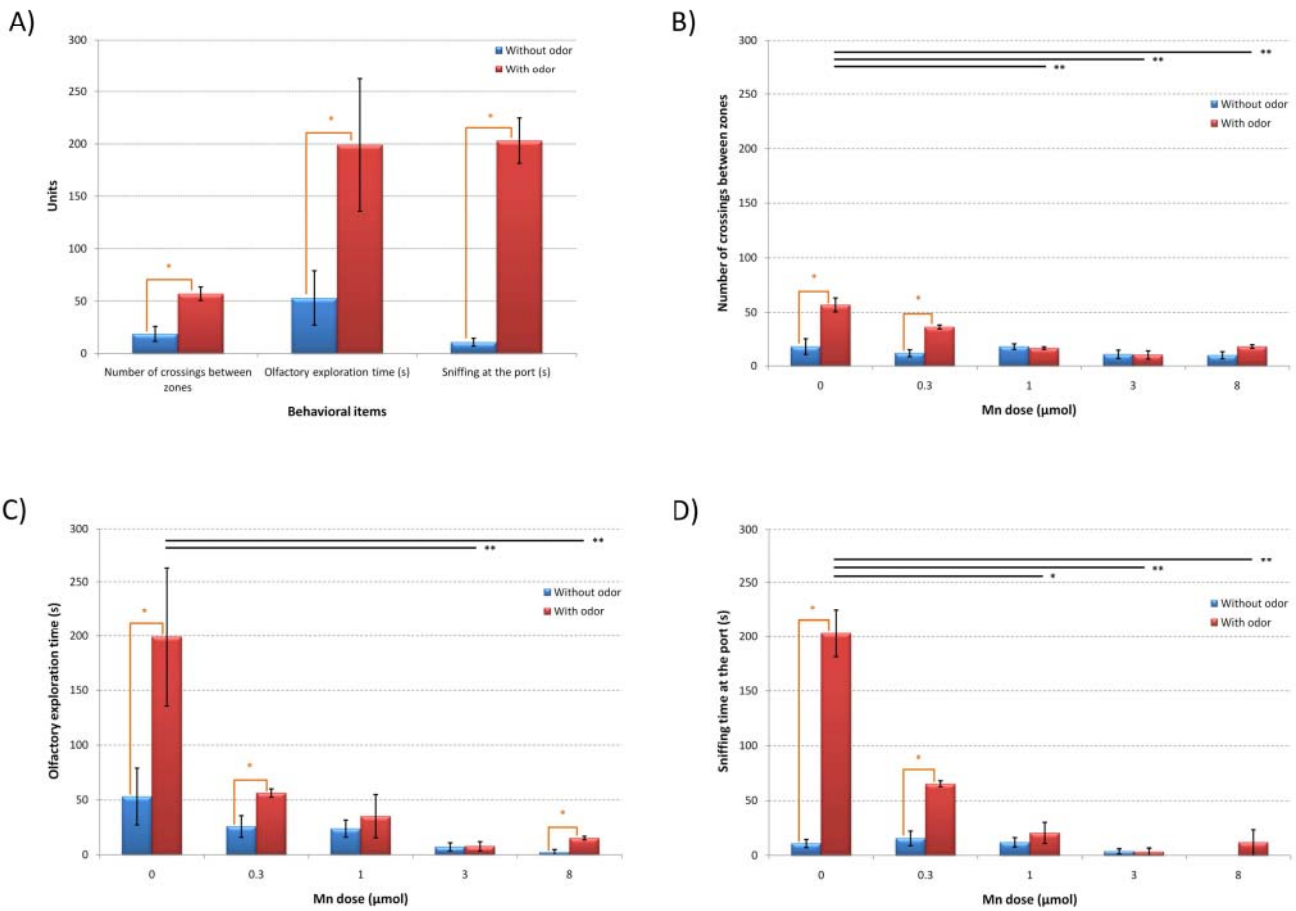 A)
300
250
200
150
100
50
0
Units
Without odor
With odor
*
*
*
Number of crossings between
zones
Olfactory exploration time (s)
Sniffing at the port (s)
Behavioral items
B)
300
250
200
150
100
50
0
Number of crossings between zones
**
**
**
Without odor
With odor
*
*
0
0.3
1
3
8
Mn dose (µmol)
C)
300
250
200
150
100
50
0
Olfactory exploration time (s)
**
**
Without odor
With odor
*
*
*
0
0.3
1
3
8
Mn dose (µmol)
D)
300
250
200
150
100
50
0
Sniffing time at the port (s)
**
**
*
Without odor
With odor
*
*
0
0.3
1
3
8
Mn dose (µmol)